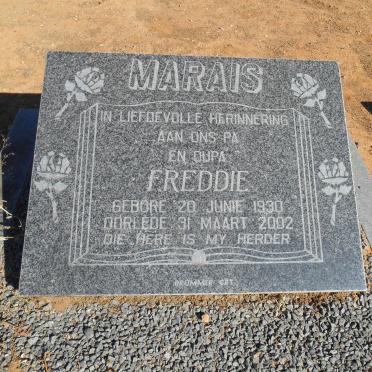 MARAIS
IN LIEFDEVOLLE HERINNERING
AAN ONS PA
EN OUPA
FREDDIE
GEBORE 20 JUNIE 1930
OORLEDE 31 MAART 2002
DIE HERE IS MY HERDER